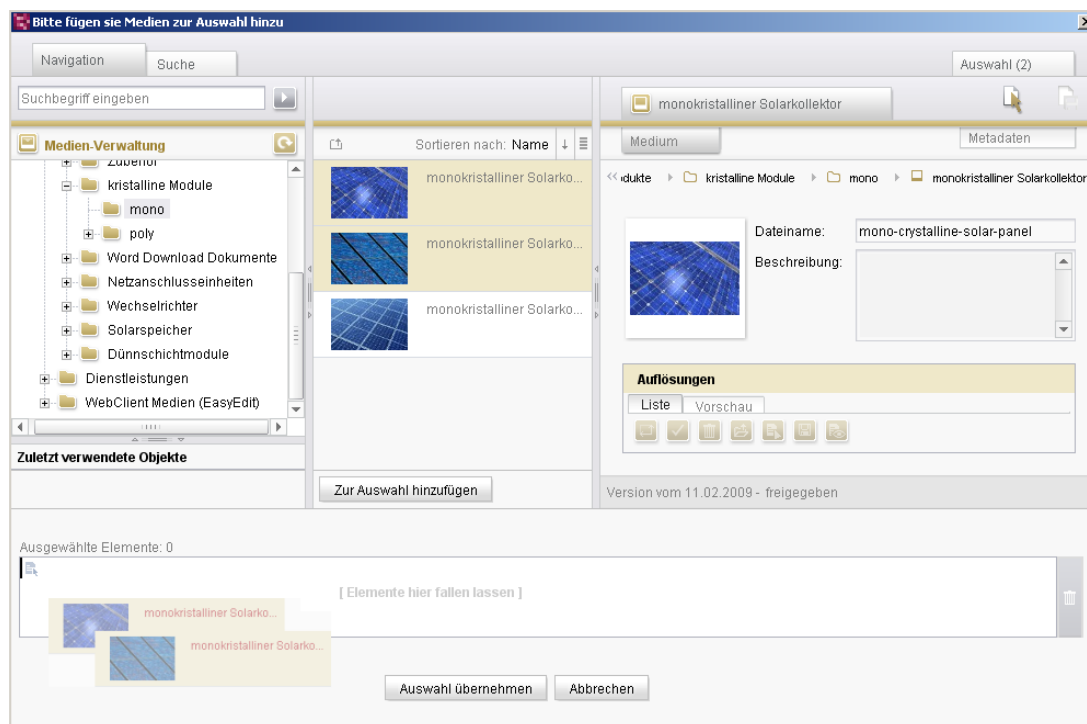 Bitte fügen sie Medien zur Auswahl hinzu
Navigation
Suche
Auswahl (2)
Suchbegriff eingeben
monokristalliner Solarkollektor
Medien-Verwaltung
Sortieren nach: Name
Medium
Metadaten
Zubehör
kristalline Module
mono
poly
Word Download Dokumente
Netzanschlusseinheiten
Wechselrichter
Solarspeicher
Dünnschichtmodule
Dienstleistungen
WebClient Medien (EasyEdit)
Zuletzt verwendete Objekte
monokristalliner Solarko...
monokristalliner Solarko...
monokristalliner Solarko...
Zur Auswahl hinzufügen
dukte kristalline Module mono monokristalliner Solarkollektor
Dateiname: mono-crystalline-solar-panel
Beschreibung:
Auflösungen
Liste Vorschau
Version vom 11.02.2009 - freigegeben
Ausgewählte Elemente: 0
[ Elemente hier fallen lassen ]
monokristalliner Solarko...
monokristalliner Solarko...
Auswahl übernehmen
Abbrechen